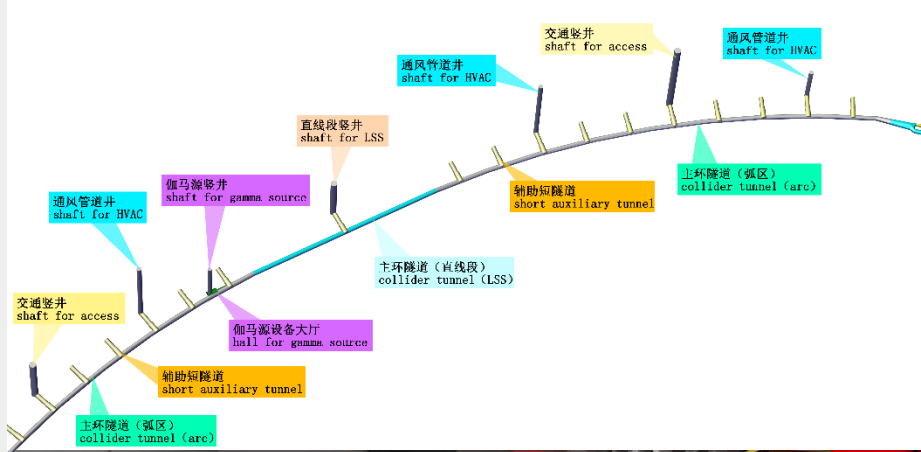 交通竖井
shaft for access
通风管道井
shaft for HVAC
通风管道井
shaft for HVAC
直线段竖井
shaft for LSS
伽马源竖井
shaft for gamma source
主环隧道（弧区）
collider tunnel（arc）
辅助短隧道
short auxiliary tunnel
通风管道井
shaft for HVAC
主环隧道（直线段）
collider tunnel（LSS）
交通竖井
shaft for access
伽马源设备大厅
hall for gamma source
辅助短隧道
short auxiliary tunnel
主环隧道（弧区）
collider tunnel（arc）